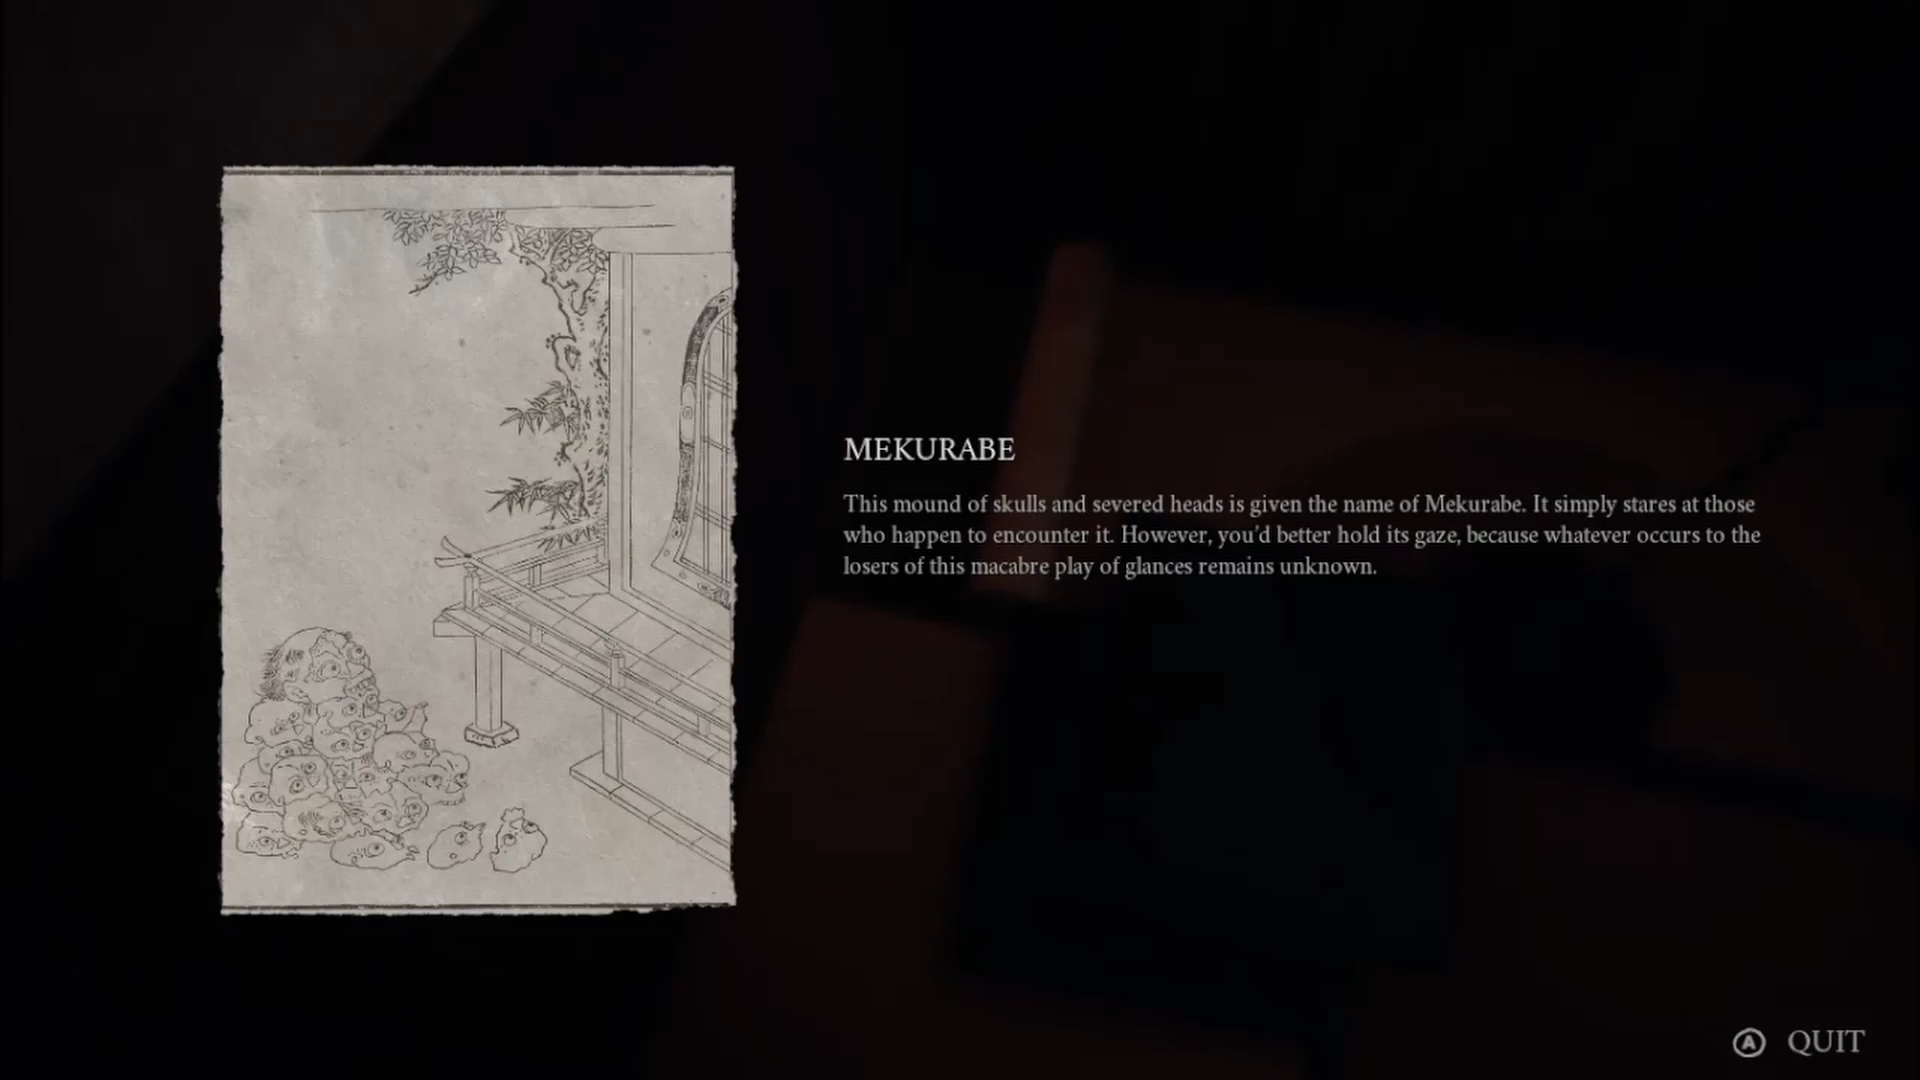 MEKURABE
This mound of skulls and severed heads is given the name of Mekurabe. It simply stares at those
who happen to encounter it. However, you'd better hold its gaze, because whatever occurs to the
losers of this macabre play of glances remains unknown.
A QUIT